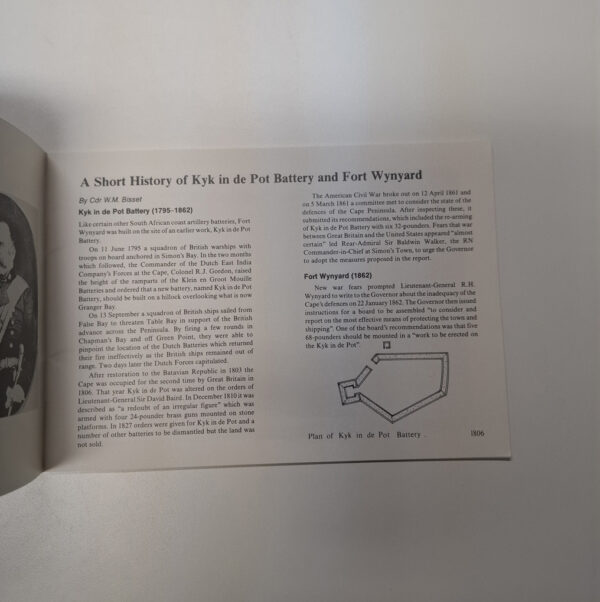 A Short History of Kyk in de Pot Battery and Fort Wynyard
By Cdr W.M. Bisset
Kyk in de Pot Battery (1795-1862)
Like certain other South African coast artillery batteries, Fort
Wynyard was built on the site of an earlier work, Kyk in de Pot
Battery.
On 11 June 1795 a squadron of British warships with
troops on board anchored in Simon's Bay. In the two months
which followed, the Commander of the Dutch East India
Company's Forces at the Cape, Colonel R.J. Gordon, raised
the height of the ramparts of the Klein en Groot Mouille
Batteries and ordered that a new battery, named Kyk in de Pot
Battery, should be built on a hillock overlooking what is now
Granger Bay.
On 13 September a squadron of British ships sailed from
False Bay to threaten Table Bay in support of the British
advance across the Peninsula. By firing a few rounds in
Chapman's Bay and off Green Point, they were able to
pinpoint the location of the Dutch Batteries which returned
their fire ineffectively as the British ships remained out of
range. Two days later the Dutch Forces capitulated.
After restoration to the Batavian Republic in 1803 the
Cape was occupied for the second time by Great Britain in
1806. That year Kyk in de Pot was altered on the orders of
Lieutenant-General Sir David Baird. In December 1810 it was
described as "a redoubt of an irregular figure" which was
armed with four 24-pounder brass guns mounted on stone
platforms. In 1827 orders were given for Kyk in de Pot and a
number of other batteries to be dismantled but the land was
not sold.
The American Civil War broke out on 12 April 1861 and
on 5 March 1861 a committee met to consider the state of the
defences of the Cape Peninsula. After inspecting these, it
submitted its recommendations, which included the re-arming
of Kyk in de Pot Battery with six 32-pounders. Fears that war
between Great Britain and the United States appeared "almost
certain" led Rear-Admiral Sir Baldwin Walker, the RN
Commander-in-Chief at Simon's Town, to urge the Governor
to adopt the measures proposed in the report.
Fort Wynyard (1862)
New war fears prompted Lieutenant-General R.H.
Wynyard to write to the Governor about the inadequacy of the
Cape's defences on 22 January 1862. The Governor then issued
instructions for a board to be assembled "to consider and
report on the most effective means of protecting the town and
shipping". One of the board's recommendations was that five
68-pounders should be mounted in a "work to be erected on
the Kyk in de Pot".
Plan of Kyk in de Pot Battery. 1806